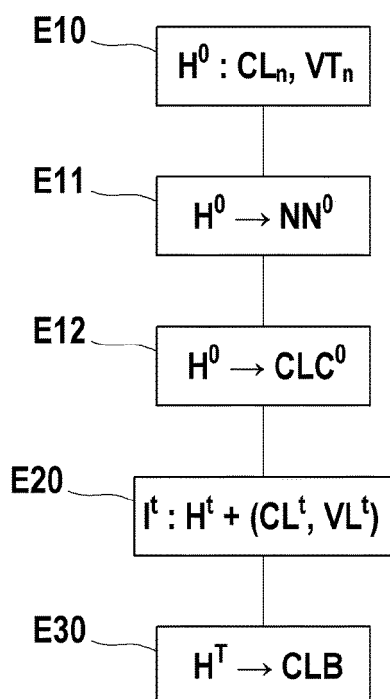 E10
H⁰ : CLₙ, VTₙ
E11
H⁰ → NN⁰
E12
H⁰ → CLC⁰
E20
Iᵗ : Hᵗ + (CLᵗ, VLᵗ)
E30
Hᵀ → CLB